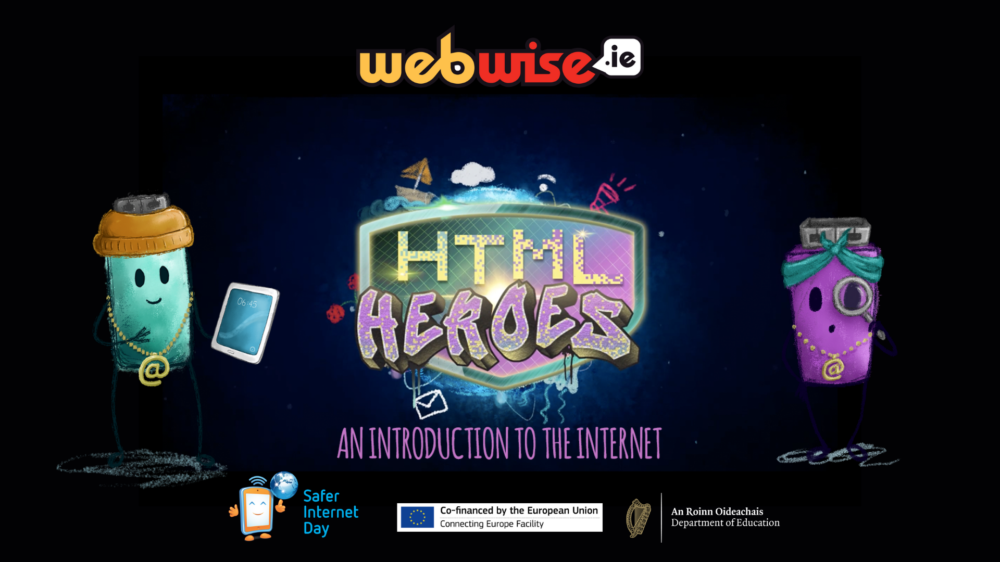 webwise.ie
06:45
HTML
HEROES
@
@
AN INTRODUCTION TO THE INTERNET
Safer
Internet
Day
Co-financed by the European Union
Connecting Europe Facility
An Roinn Oideachais
Department of Education